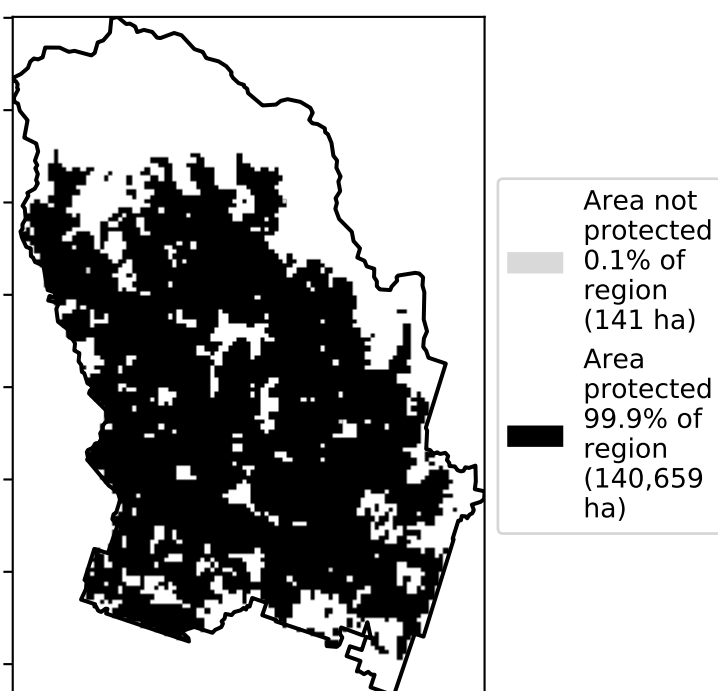 Area not
protected
0.1% of
region
(141 ha)
Area
protected
99.9% of
region
(140,659
ha)